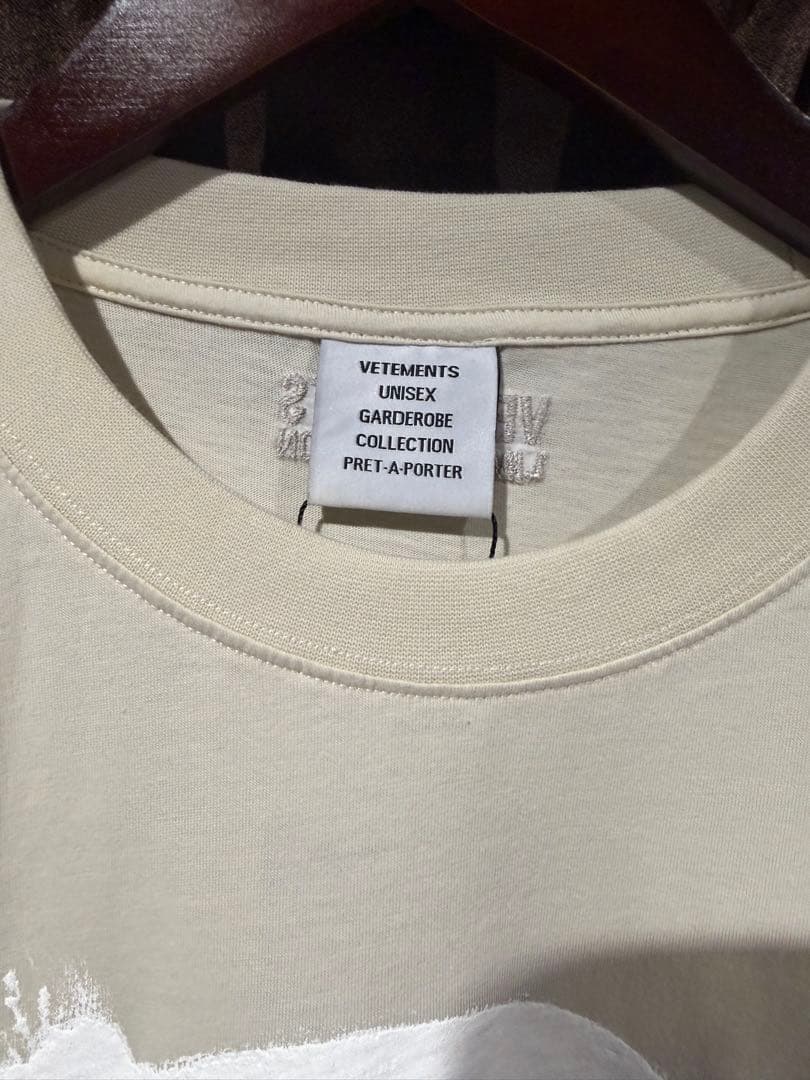 VETEMENTS
UNISEX
GARDEROBE
COLLECTION
PRET-A-PORTER